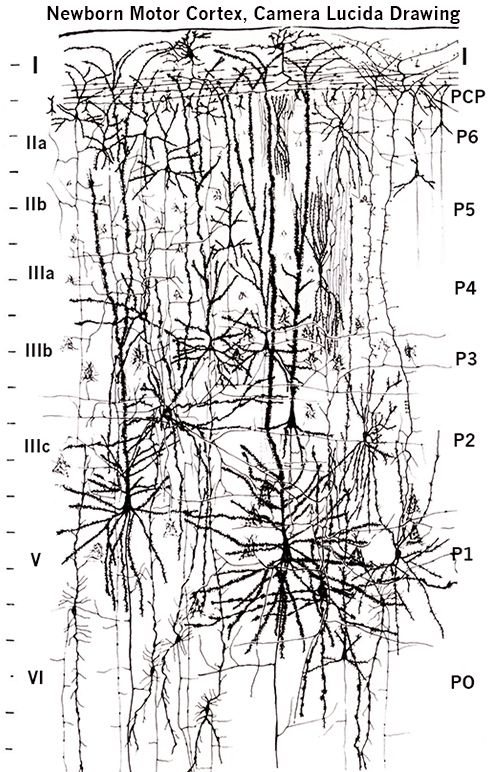 Newborn Motor Cortex, Camera Lucida Drawing
I I
PCP
IIa P6
IIb P5
IIIa P4
IIIb P3
IIIc P2
V P1
VI PO